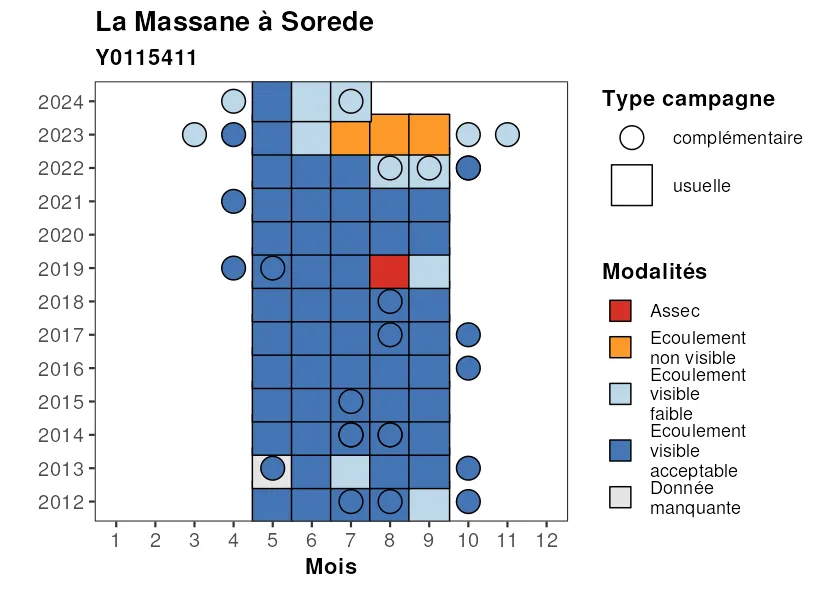 La Massane à Sorede
Y0115411
2024
2023
2022
2021
2020
2019
2018
2017
2016
2015
2014
2013
2012
1 2 3 4 5 6 7 8 9 10 11 12
Mois
Type campagne
complémentaire
usuelle
Modalités
Assec
Ecoulement
non visible
Ecoulement
visible
faible
Ecoulement
visible
acceptable
Donnée
manquante